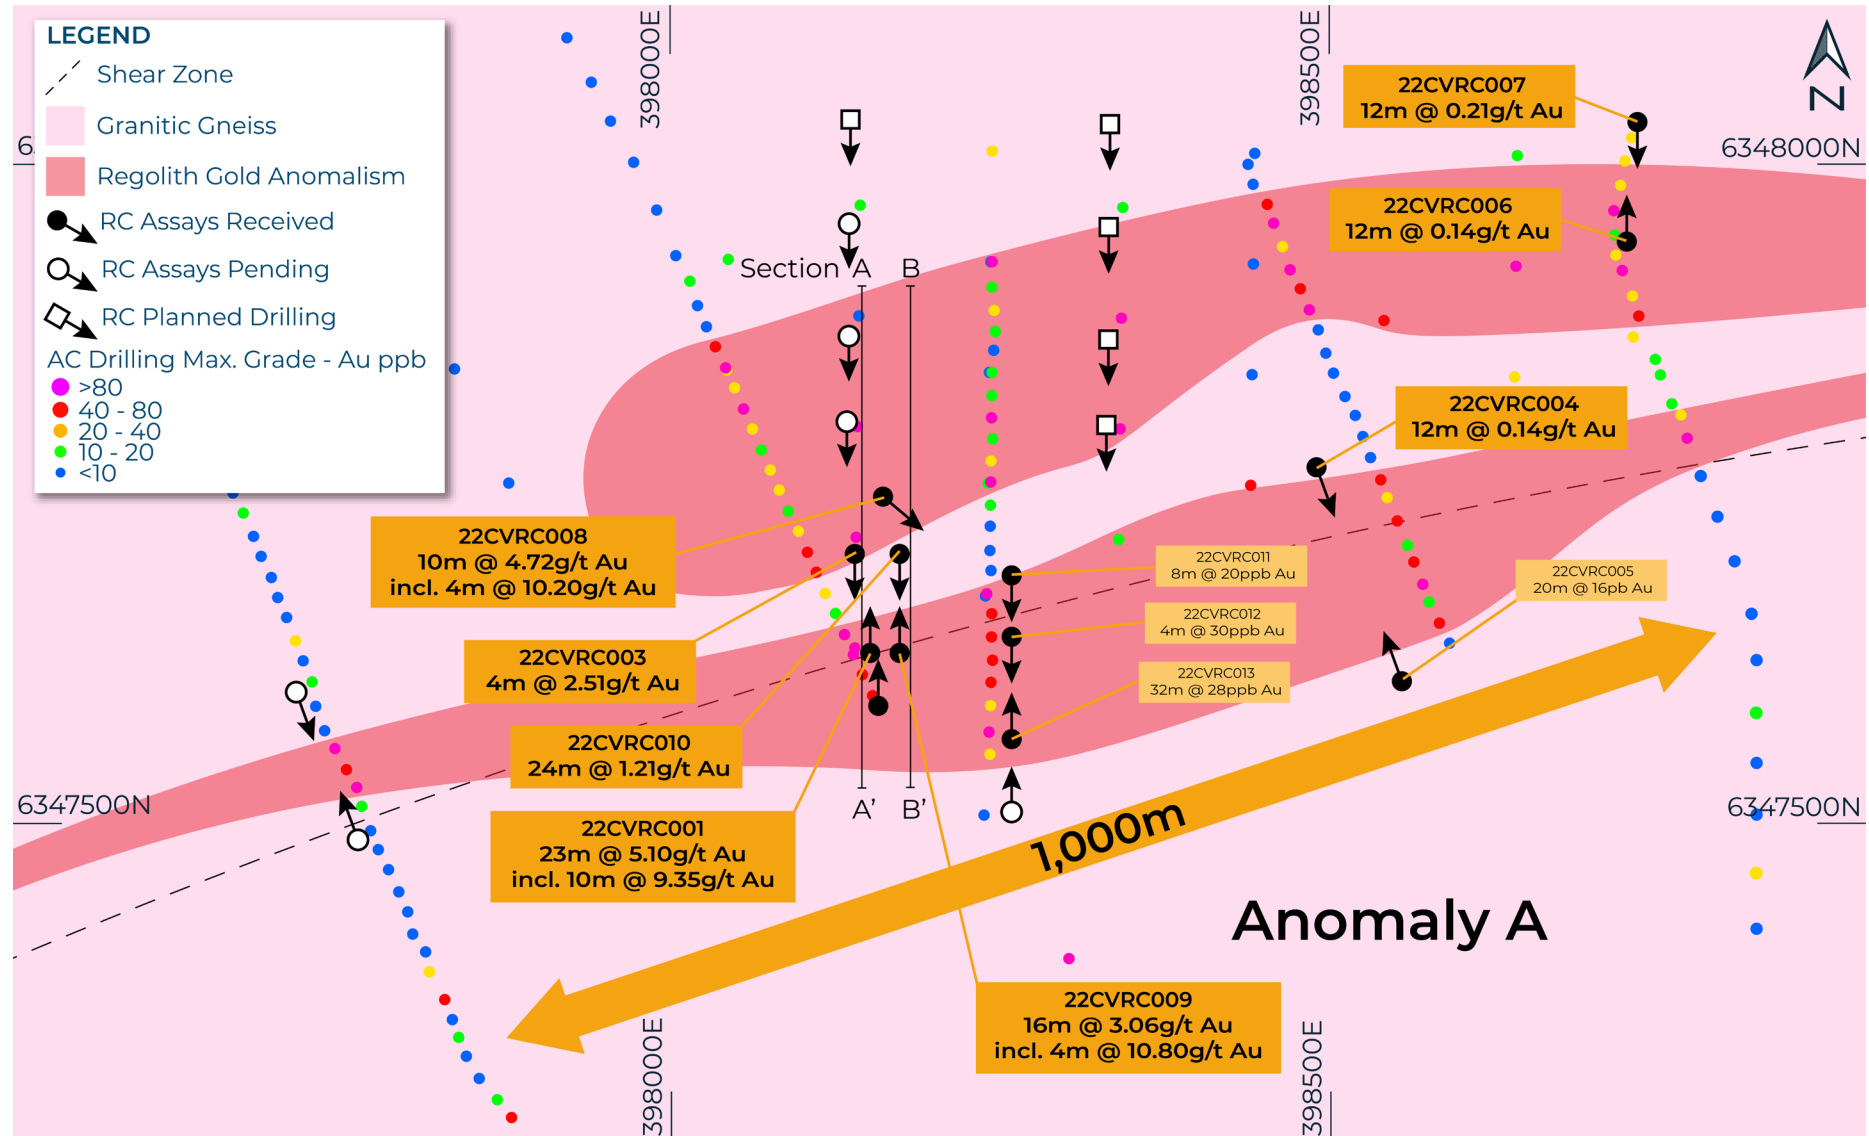 LEGEND
Shear Zone
Granitic Gneiss
Regolith Gold Anomalism
RC Assays Received
RC Assays Pending
RC Planned Drilling
AC Drilling Max. Grade - Au ppb
>80
40 - 80
20 - 40
10 - 20
<10
398000E
398500E
N
6348000N
22CVRC007
12m @ 0.21g/t Au
22CVRC006
12m @ 0.14g/t Au
Section A
B
22CVRC004
12m @ 0.14g/t Au
22CVRC008
10m @ 4.72g/t Au
incl. 4m @ 10.20g/t Au
22CVRC011
8m @ 20ppb Au
22CVRC005
20m @ 16pb Au
22CVRC012
4m @ 30ppb Au
22CVRC003
4m @ 2.51g/t Au
22CVRC013
32m @ 28ppb Au
22CVRC010
24m @ 1.21g/t Au
6347500N
A'
B'
6347500N
22CVRC001
23m @ 5.10g/t Au
incl. 10m @ 9.35g/t Au
1,000m
Anomaly A
22CVRC009
16m @ 3.06g/t Au
incl. 4m @ 10.80g/t Au
398000E
398500E